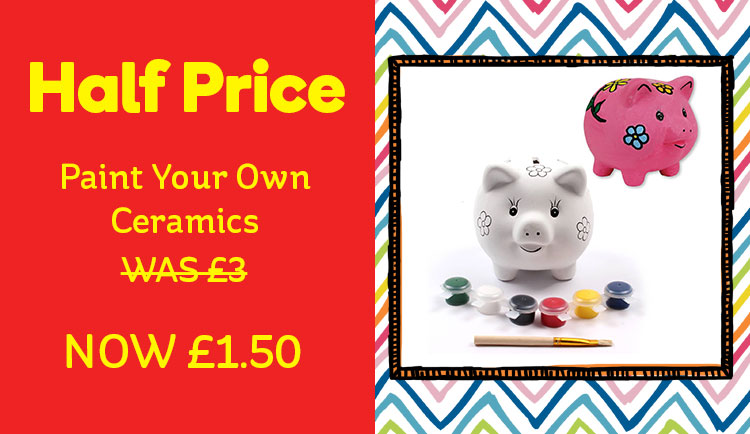 Half Price
Paint Your Own
Ceramics
WAS £3
NOW £1.50